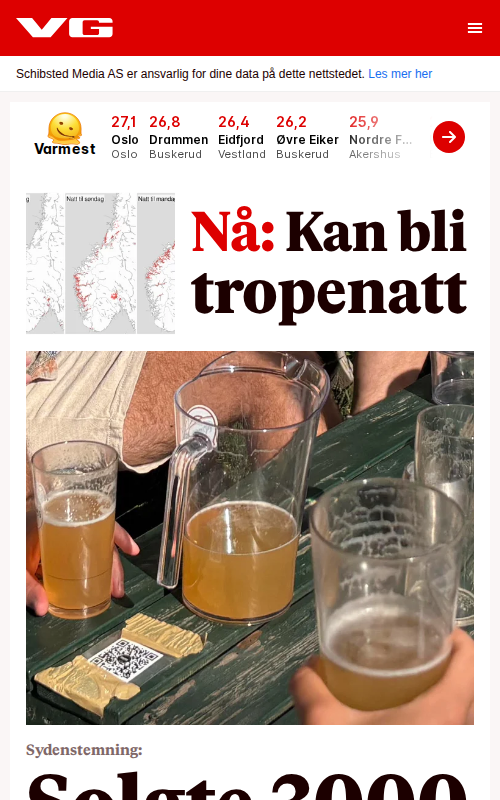 VG
Schibsted Media AS er ansvarlig for dine data på dette nettstedet. Les mer her
Varmest
27,1 26,8 26,4 26,2 25,9
Oslo Drammen Eidfjord Øvre Eiker Nordre F...
Oslo Buskerud Vestland Buskerud Akershus
Natt til søndag Natt til mandag
Nå: Kan bli
tropenatt
Sydenstemning:
Solgte 3000